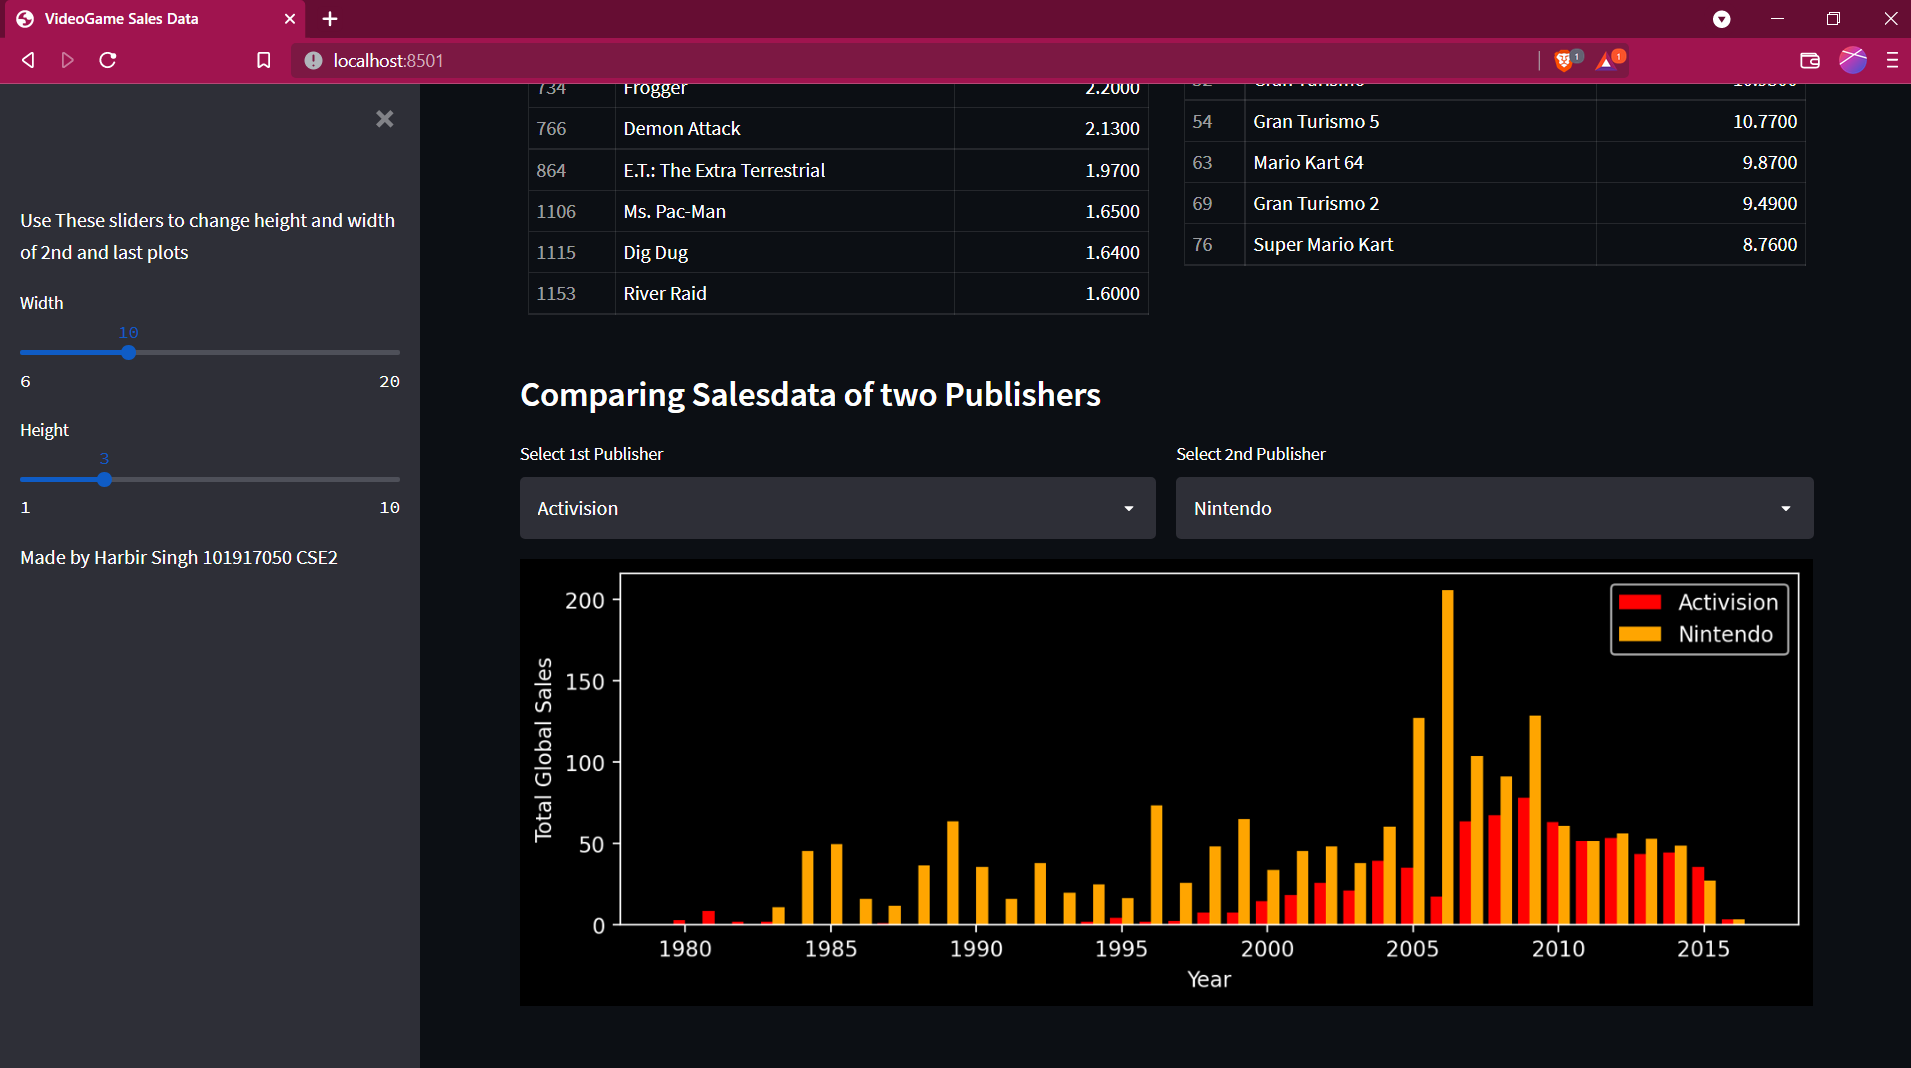 VideoGame Sales Data
localhost:8501
1
1
Use These sliders to change height and width
of 2nd and last plots
Width
10
6 20
Height
3
1 10
Made by Harbir Singh 101917050 CSE2
734 Frogger 2.2000
766 Demon Attack 2.1300
864 E.T.: The Extra Terrestrial 1.9700
1106 Ms. Pac-Man 1.6500
1115 Dig Dug 1.6400
1153 River Raid 1.6000
Gran Turismo
54 Gran Turismo 5 10.7700
63 Mario Kart 64 9.8700
69 Gran Turismo 2 9.4900
76 Super Mario Kart 8.7600
Comparing Salesdata of two Publishers
Select 1st Publisher
Activision
Select 2nd Publisher
Nintendo
Activision
Nintendo
Total Global Sales
200
150
100
50
0
1980 1985 1990 1995 2000 2005 2010 2015
Year